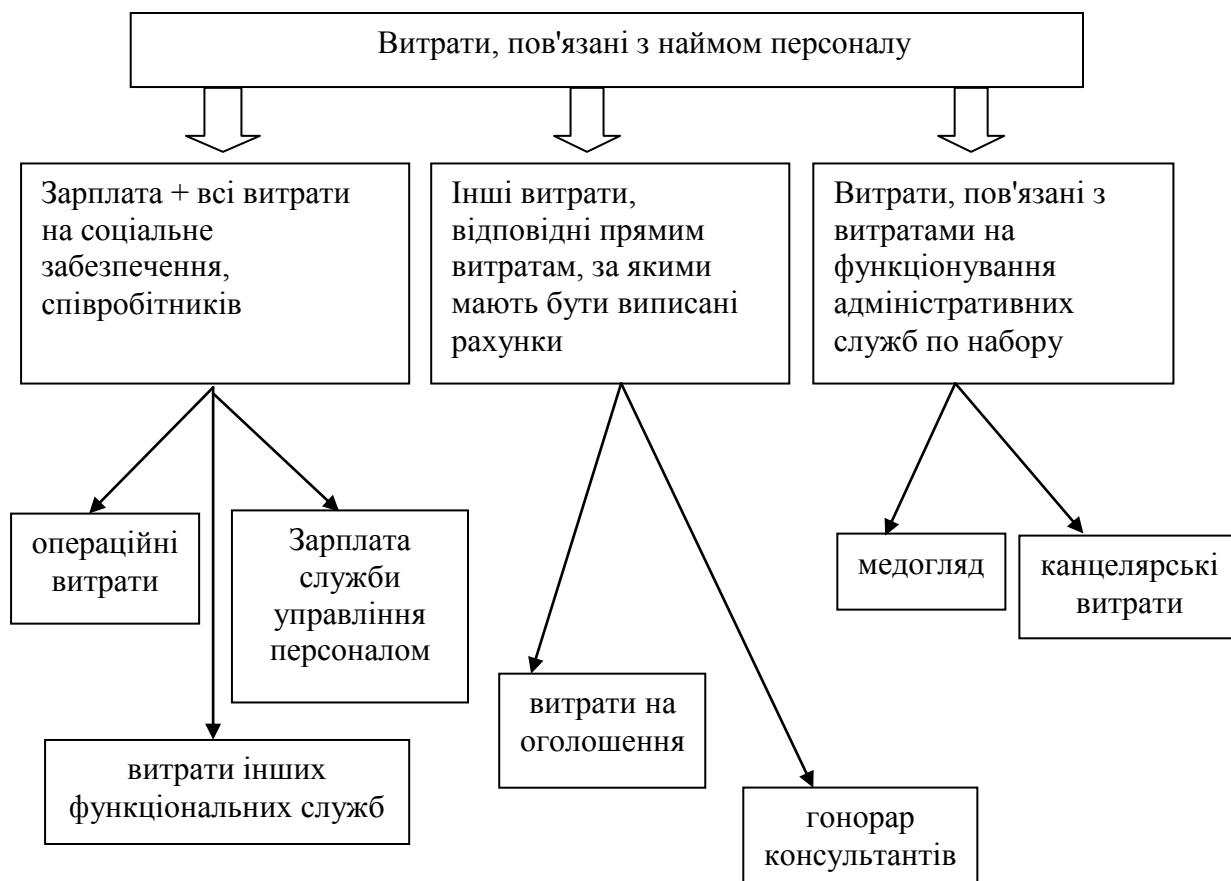 Витрати, пов'язані з наймом персоналу
Зарплата + всі витрати
на соціальне
забезпечення,
співробітників
Інші витрати,
відповідні прямим
витратам, за якими
мають бути виписані
рахунки
Витрати, пов'язані з
витратами на
функціонування
адміністративних
служб по набору
операційні
витрати
Зарплата
служби
управління
персоналом
витрати інших
функціональних служб
витрати на
оголошення
гонорар
консультантів
медогляд
канцелярські
витрати